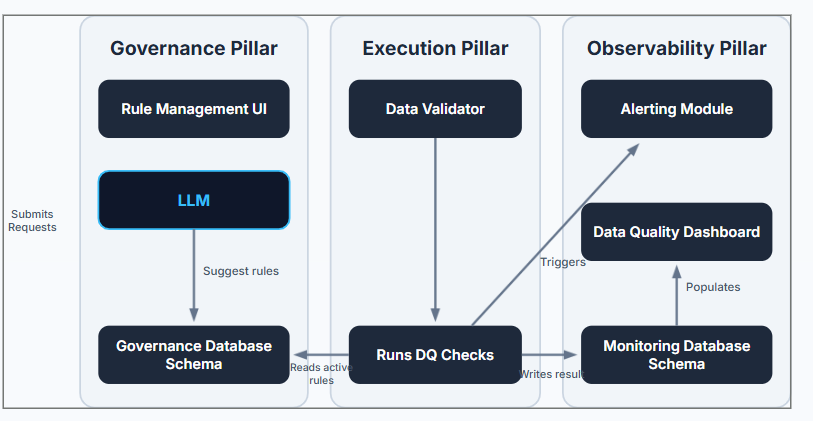 Governance Pillar
Execution Pillar
Observability Pillar
Rule Management UI
Data Validator
Alerting Module
LLM
Submits
Requests
Data Quality Dashboard
Suggest rules
Triggers
Populates
Governance Database
Schema
Runs DQ Checks
Monitoring Database
Schema
Reads active
rules
Writes result